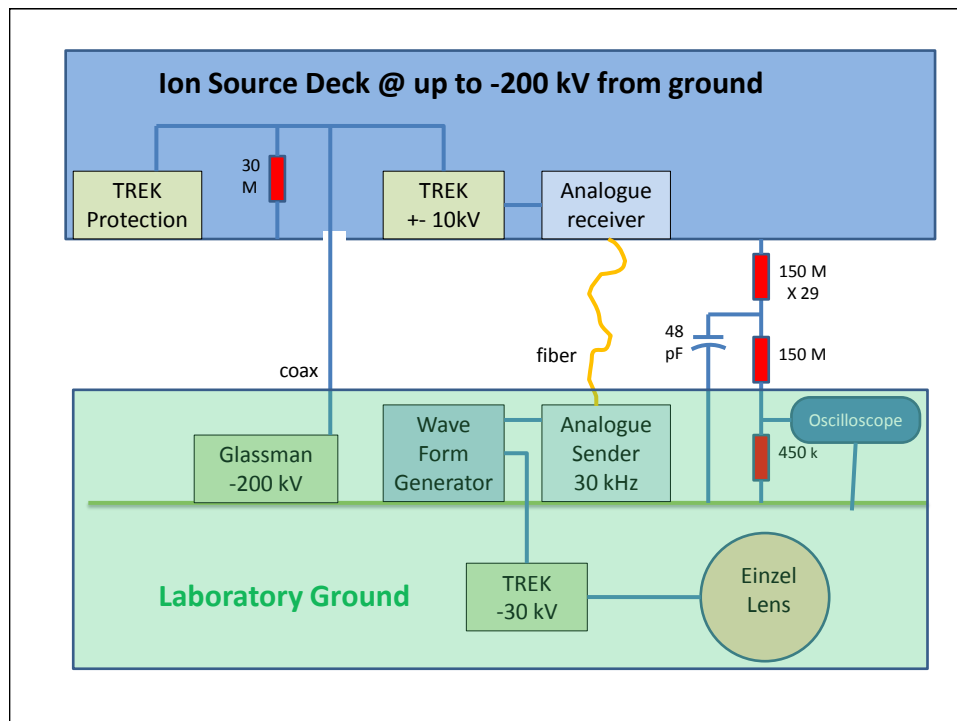 Ion Source Deck @ up to -200 kV from ground
30
M
TREK
Protection
TREK
+- 10kV
Analogue
receiver
150 M
X 29
48
pF
150 M
fiber
coax
Wave
Form
Generator
Analogue
Sender
30 kHz
Oscilloscope
Glassman
-200 kV
450 k
Laboratory Ground
TREK
-30 kV
Einzel
Lens